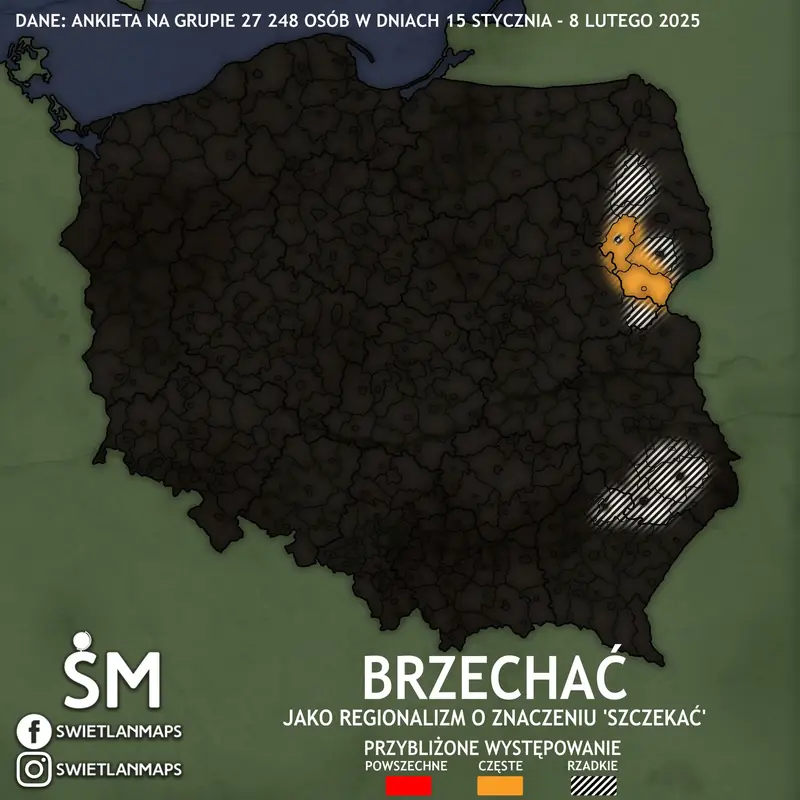 DANE: ANKIETA NA GRUPIE 27 248 OSÓB W DNIACH 15 STYCZNIA - 8 LUTEGO 2025
ŚM
SWIETLANMAPS
SWIETLANMAPS
BRZECHAĆ
JAKO REGIONALIZM O ZNACZENIU 'SZCZEKAĆ'
PRZYBLIŻONE WYSTĘPOWANIE
POWSZECHNE CZĘSTE RZADKIE